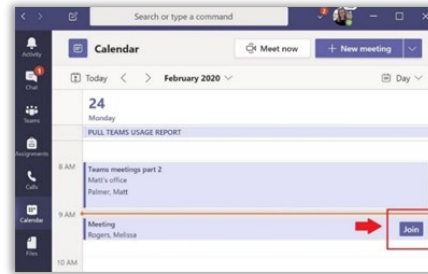 Search or type a command
Activity
Calendar
Meet now
+ New meeting
Chat
Today
February 2020
Day
Teams
24
Monday
Assignments
PULL TEAMS USAGE REPORT
Calls
8 AM
Teams meetings part 2
Matt's office
Palmer, Matt
Calendar
9 AM
Meeting
Rogers, Melissa
Join
Files
10 AM